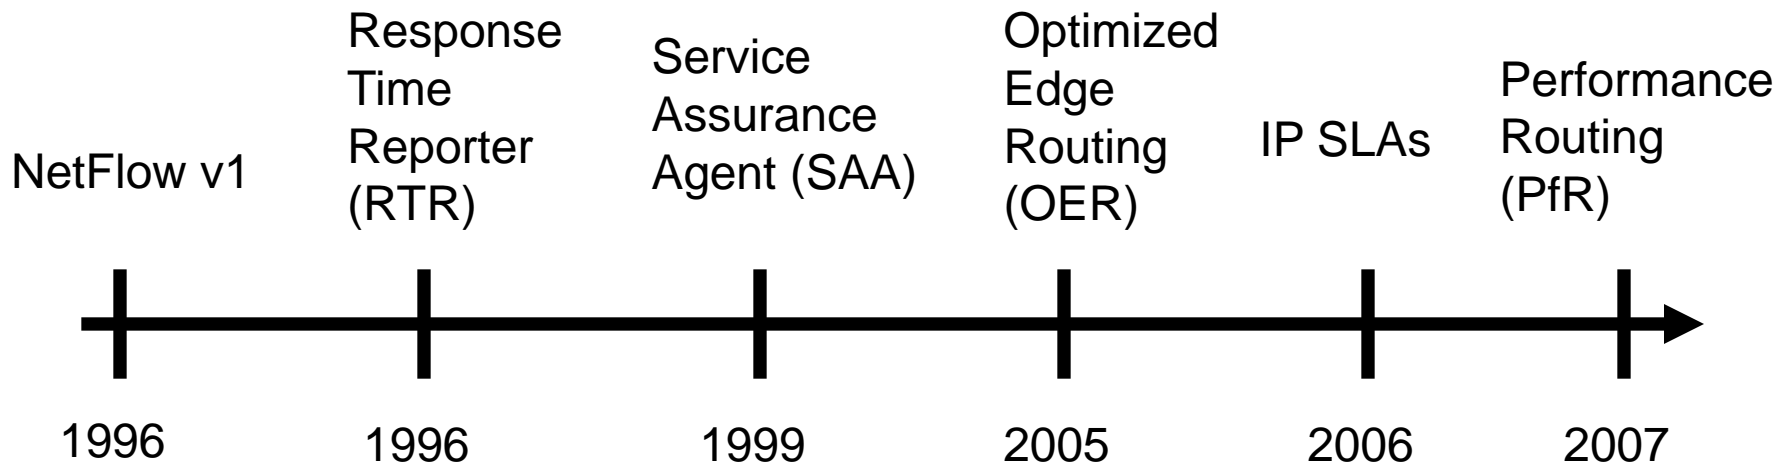 NetFlow v1
Response
Time
Reporter
(RTR)
Service
Assurance
Agent (SAA)
Optimized
Edge
Routing
(OER)
IP SLAs
Performance
Routing
(PfR)
1996
1996
1999
2005
2006
2007